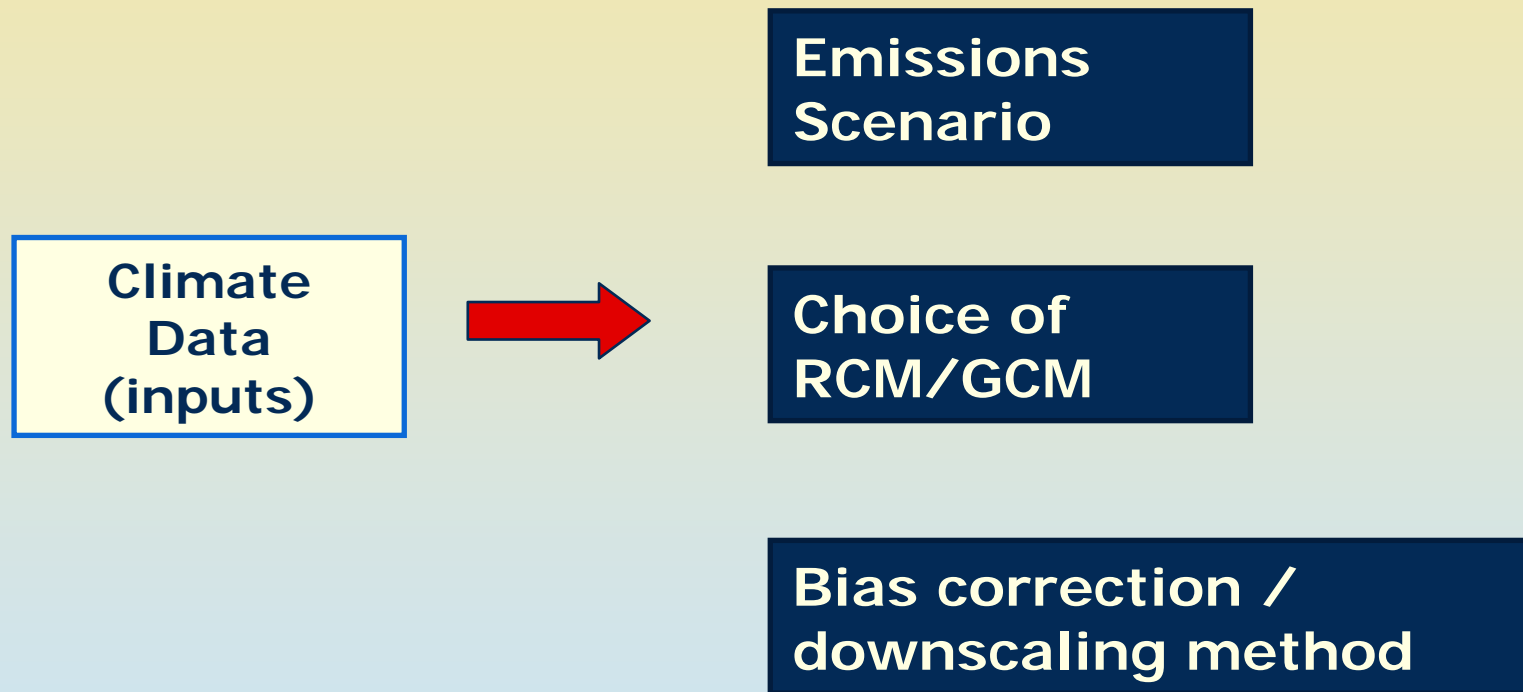 Emissions
Scenario
Climate
Data
(inputs)
Choice of
RCM/GCM
Bias correction /
downscaling method